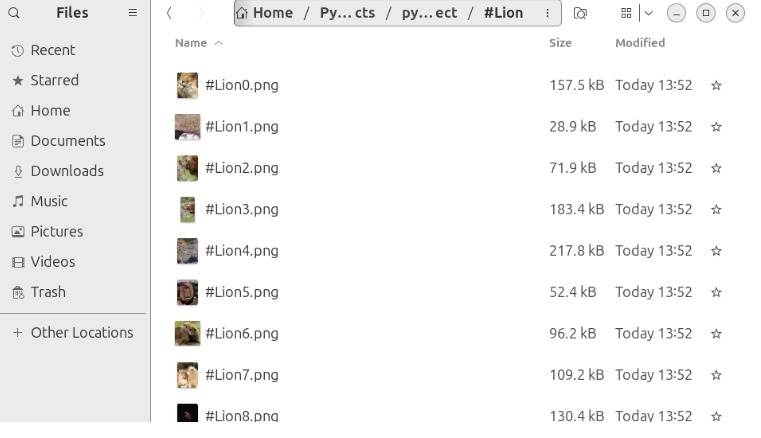 Files
Home / Py...cts / py...ect / #Lion
Recent
Starred
Home
Documents
Downloads
Music
Pictures
Videos
Trash
+ Other Locations
Name Size Modified
#Lion0.png 157.5 kB Today 13:52
#Lion1.png 28.9 kB Today 13:52
#Lion2.png 71.9 kB Today 13:52
#Lion3.png 183.4 kB Today 13:52
#Lion4.png 217.8 kB Today 13:52
#Lion5.png 52.4 kB Today 13:52
#Lion6.png 96.2 kB Today 13:52
#Lion7.png 109.2 kB Today 13:52
#Lion8.png 130.4 kB Today 13:52